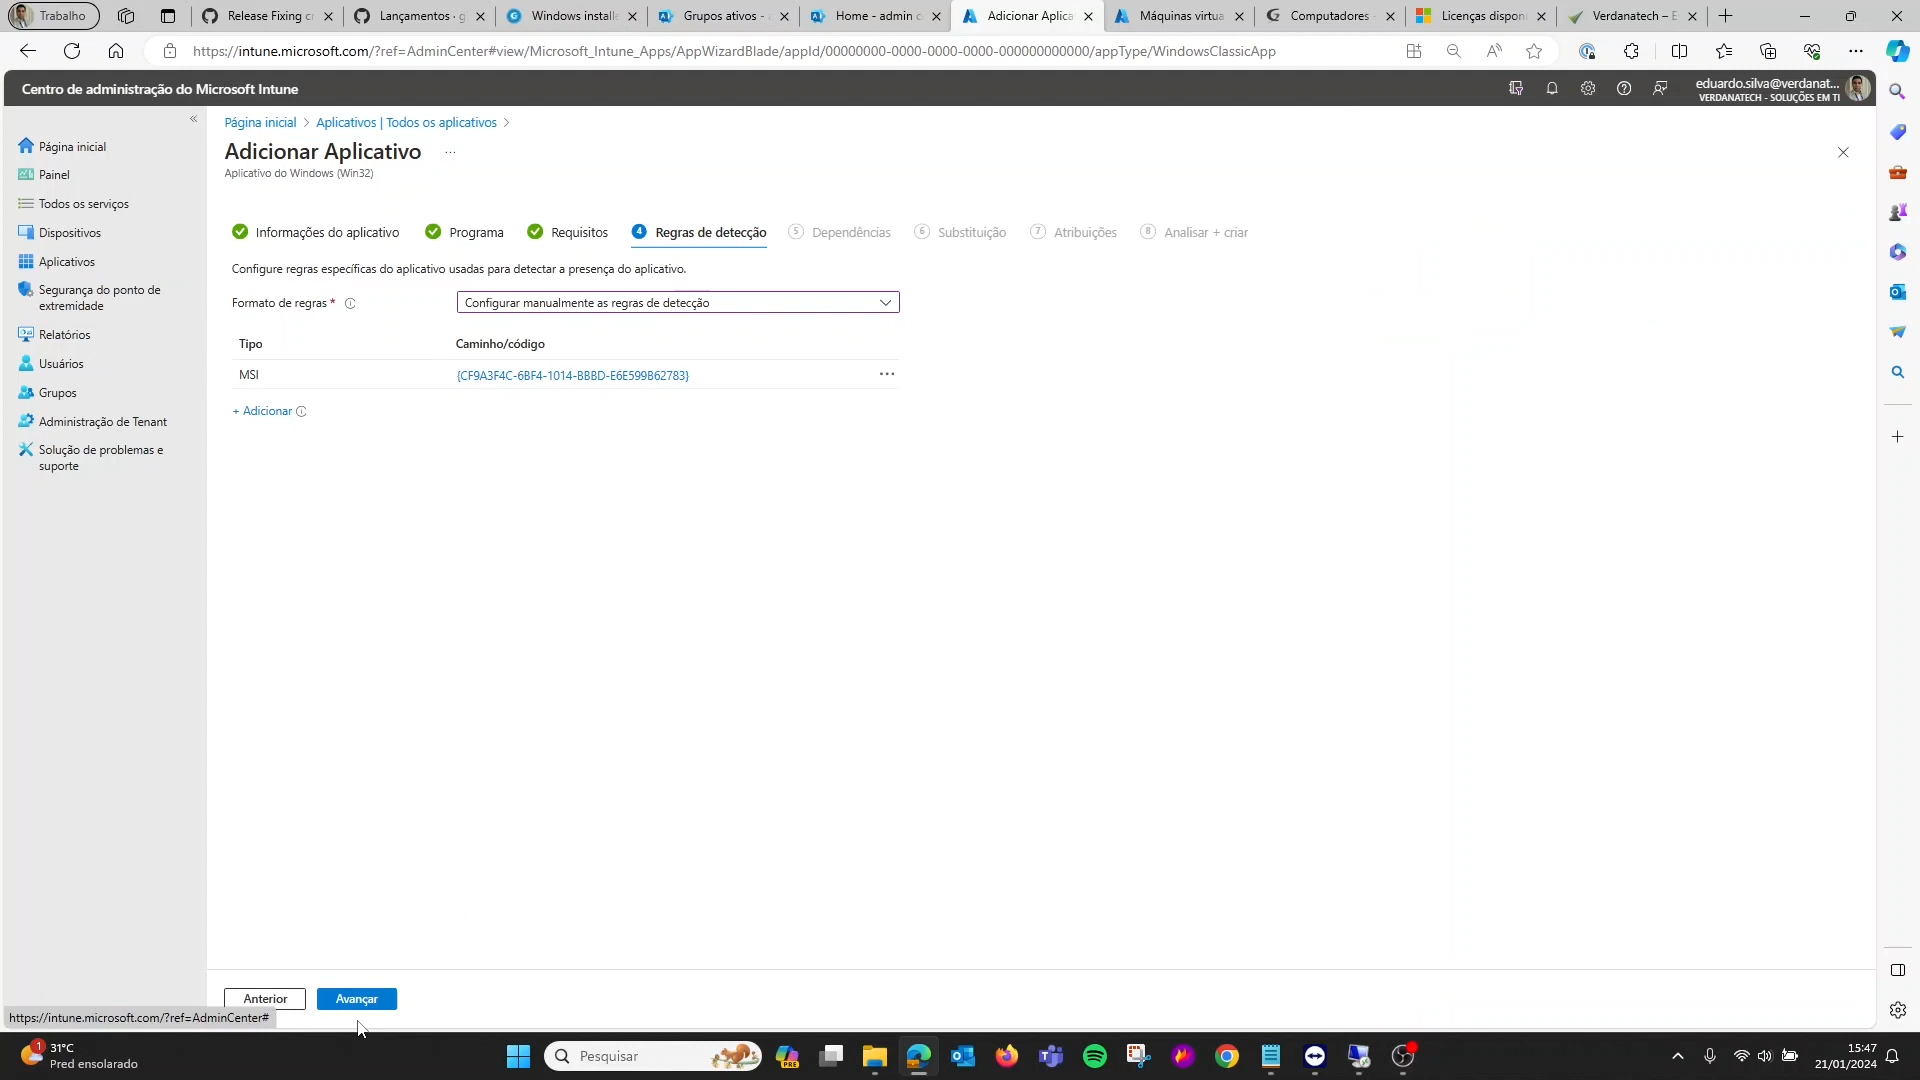 Trabalho
Release Fixing cr
Lançamentos · g
Windows installe
Grupos ativos -
Home - admin c
Adicionar Aplica
Máquinas virtua
Computadores -
Licenças disponí
Verdanatech – E
https://intune.microsoft.com/?ref=AdminCenter#view/Microsoft_Intune_Apps/AppWizardBlade/appId/00000000-0000-0000-0000-000000000000/appType/WindowsClassicApp
Centro de administração do Microsoft Intune
eduardo.silva@verdanat...
VERDANATECH - SOLUÇÕES EM TI
Página inicial
Painel
Todos os serviços
Dispositivos
Aplicativos
Segurança do ponto de
extremidade
Relatórios
Usuários
Grupos
Administração de Tenant
Solução de problemas e
suporte
Página inicial > Aplicativos | Todos os aplicativos >
Adicionar Aplicativo ...
Aplicativo do Windows (Win32)
Informações do aplicativo
Programa
Requisitos
4 Regras de detecção
5 Dependências
6 Substituição
7 Atribuições
8 Analisar + criar
Configure regras específicas do aplicativo usadas para detectar a presença do aplicativo.
Formato de regras *
Configurar manualmente as regras de detecção
Tipo
Caminho/código
MSI
{CF9A3F4C-6BF4-1014-BBBD-E6E599B62783}
+ Adicionar
Anterior
Avançar
https://intune.microsoft.com/?ref=AdminCenter#
1
31°C
Pred ensolarado
Pesquisar
PRE
15:47
21/01/2024